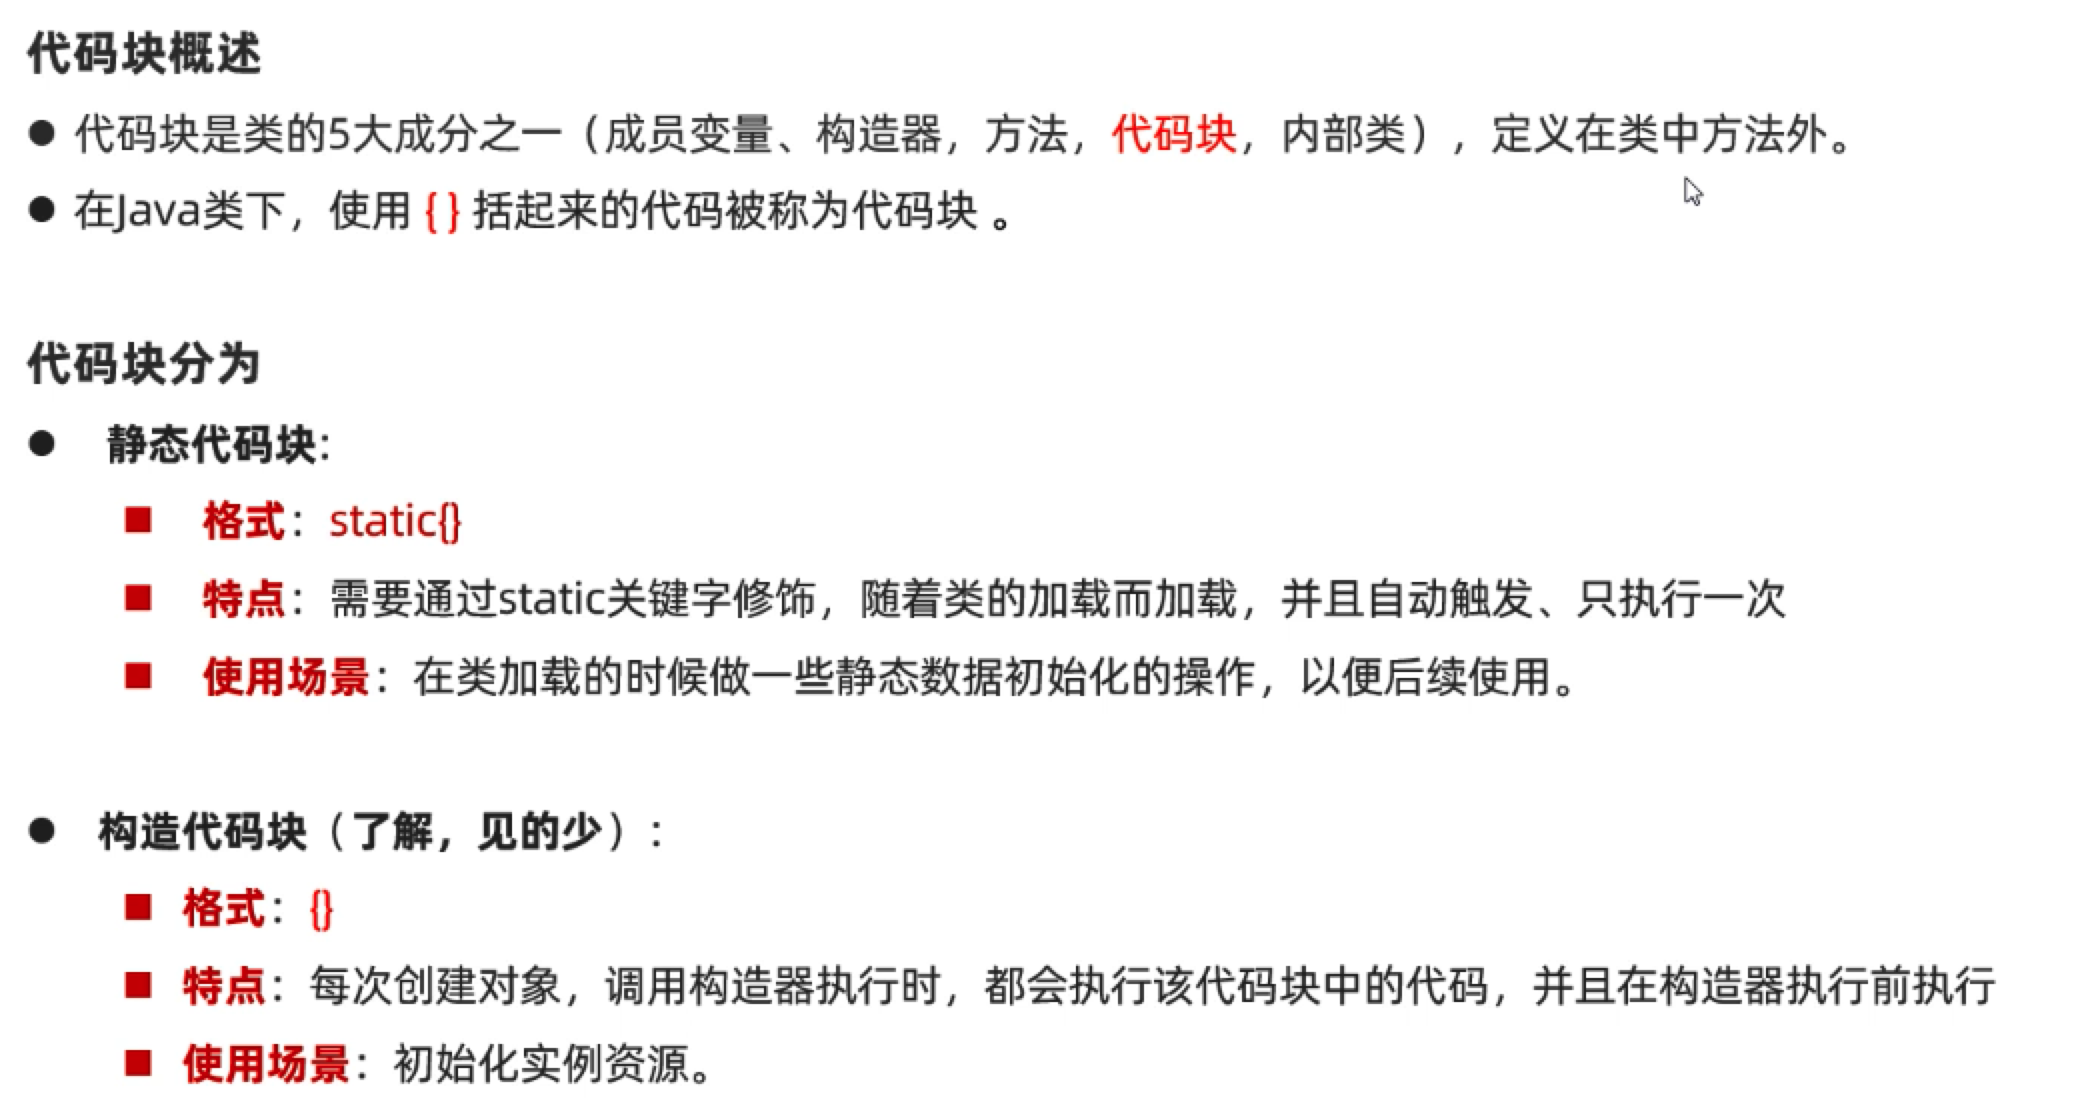 代码块概述
● 代码块是类的5大成分之一（成员变量、构造器，方法，代码块，内部类），定义在类中方法外。
● 在Java类下，使用 { } 括起来的代码被称为代码块 。
代码块分为
● 静态代码块:
■ 格式：static{}
■ 特点：需要通过static关键字修饰，随着类的加载而加载，并且自动触发、只执行一次
■ 使用场景：在类加载的时候做一些静态数据初始化的操作，以便后续使用。
● 构造代码块（了解，见的少）:
■ 格式：{}
■ 特点：每次创建对象，调用构造器执行时，都会执行该代码块中的代码，并且在构造器执行前执行
■ 使用场景：初始化实例资源。